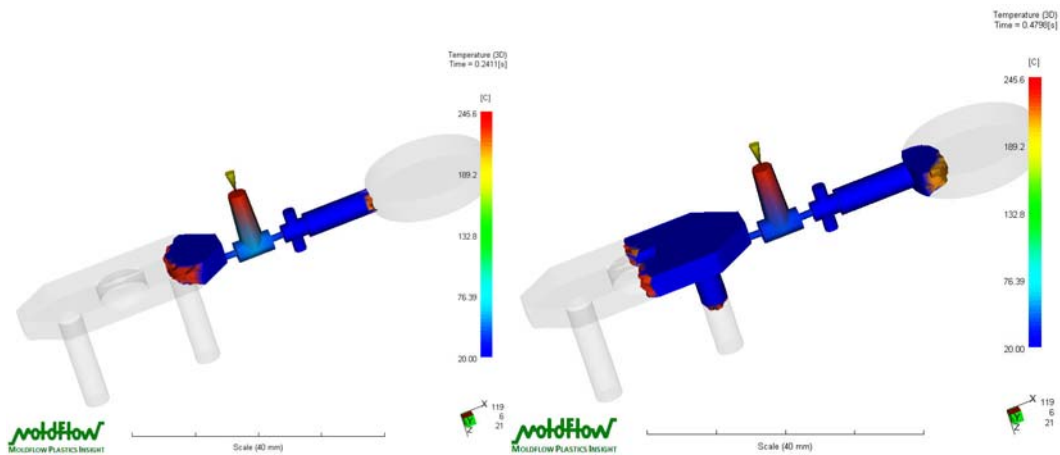 Temperature (3D)
Time = 0.2411[s]
[C]
245.6
189.2
132.8
76.39
20.00
X
119
Y
6
Z
21
moldflow
MOLDFLOW PLASTICS INSIGHT
Scale (40 mm)
Temperature (3D)
Time = 0.4798[s]
[C]
245.6
189.2
132.8
76.39
20.00
X
119
6
Z
21
moldflow
MOLDFLOW PLASTICS INSIGHT
Scale (40 mm)